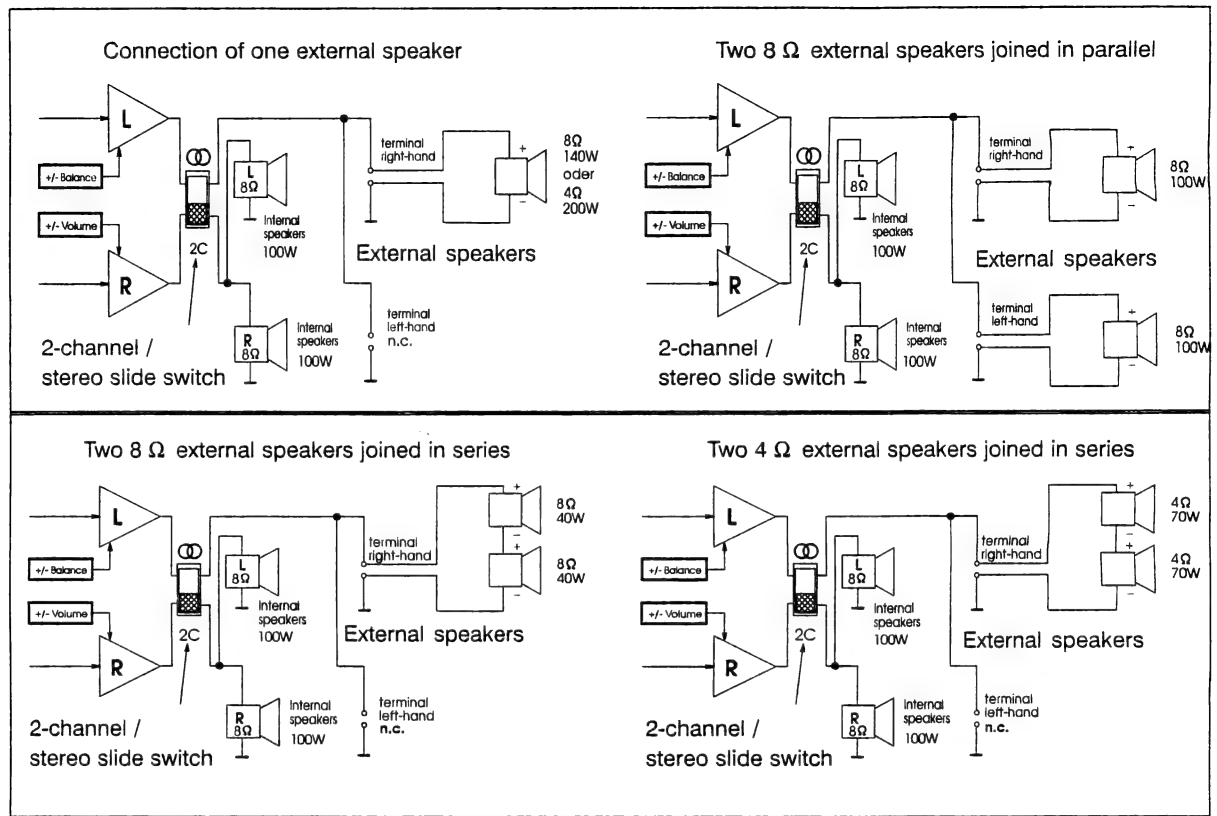 Connection of one external speaker
L
+/- Balance
+/- Volume
R
2C
2-channel /
stereo slide switch
L
8Ω
Internal
speakers
100W
R
8Ω
Internal
speakers
100W
terminal
right-hand
+
−
8Ω
140W
oder
4Ω
200W
External speakers
terminal
left-hand
n.c.
Two 8 Ω external speakers joined in parallel
L
+/- Balance
+/- Volume
R
2C
2-channel /
stereo slide switch
L
8Ω
Internal
speakers
100W
R
8Ω
Internal
speakers
100W
terminal
right-hand
+
−
8Ω
100W
External speakers
terminal
left-hand
+
−
8Ω
100W
Two 8 Ω external speakers joined in series
L
+/- Balance
+/- Volume
R
2C
2-channel /
stereo slide switch
L
8Ω
Internal
speakers
100W
R
8Ω
Internal
speakers
100W
terminal
right-hand
+
−
8Ω
40W
+
−
8Ω
40W
External speakers
terminal
left-hand
n.c.
Two 4 Ω external speakers joined in series
L
+/- Balance
+/- Volume
R
2C
2-channel /
stereo slide switch
L
8Ω
Internal
speakers
100W
R
8Ω
Internal
speakers
100W
terminal
right-hand
+
−
4Ω
70W
+
−
4Ω
70W
External speakers
terminal
left-hand
n.c.